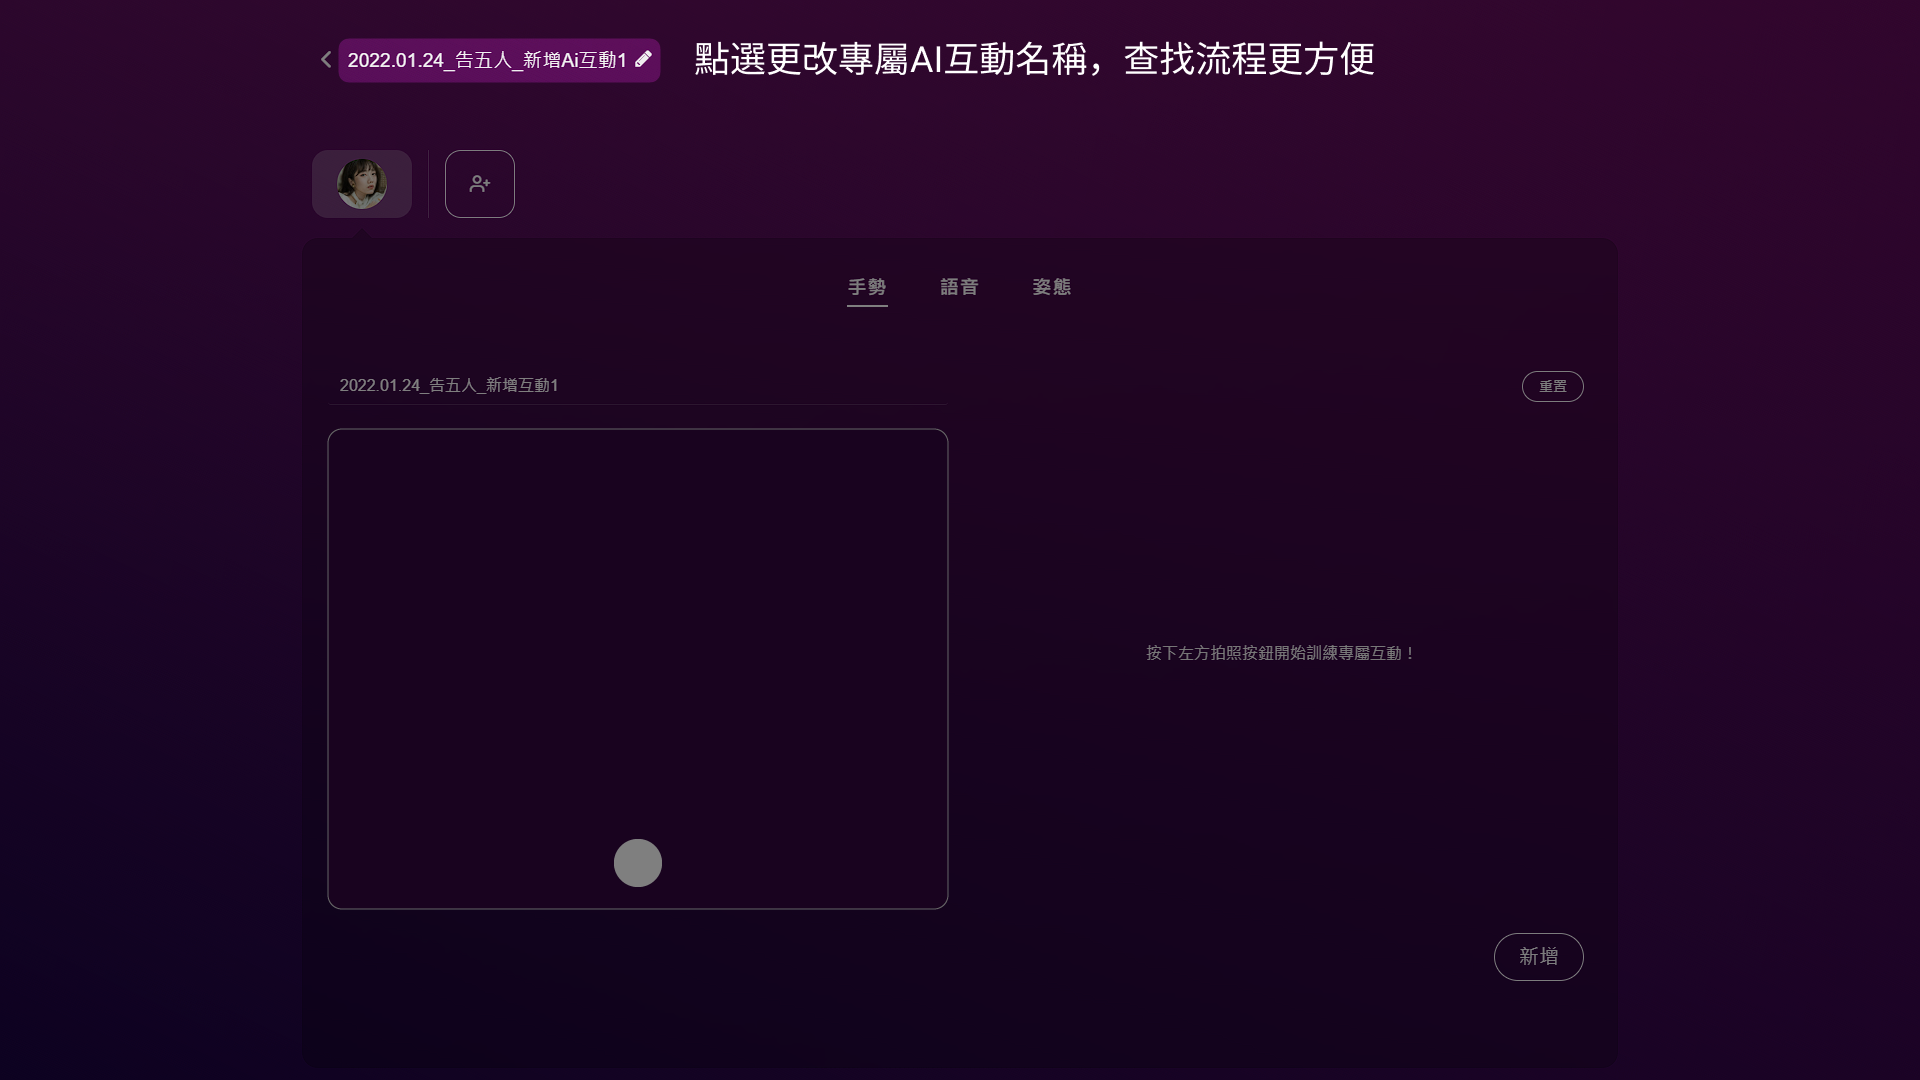 2022.01.24_告五人_新增Ai互動1
點選更改專屬AI互動名稱，查找流程更方便
手勢
語音
姿態
2022.01.24_告五人_新增互動1
重置
按下左方拍照按鈕開始訓練專屬互動！
新增